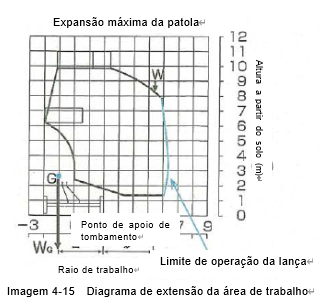 Expansão máxima da patola
12
11
10
9
8
7
6
5
4
3
2
1
0
Altura a partir do solo (m)
W
G
-3
0
7 9
Ponto de apoio de
tombamento
WG
Raio de trabalho
Limite de operação da lança
Imagem 4-15 Diagrama de extensão da área de trabalho